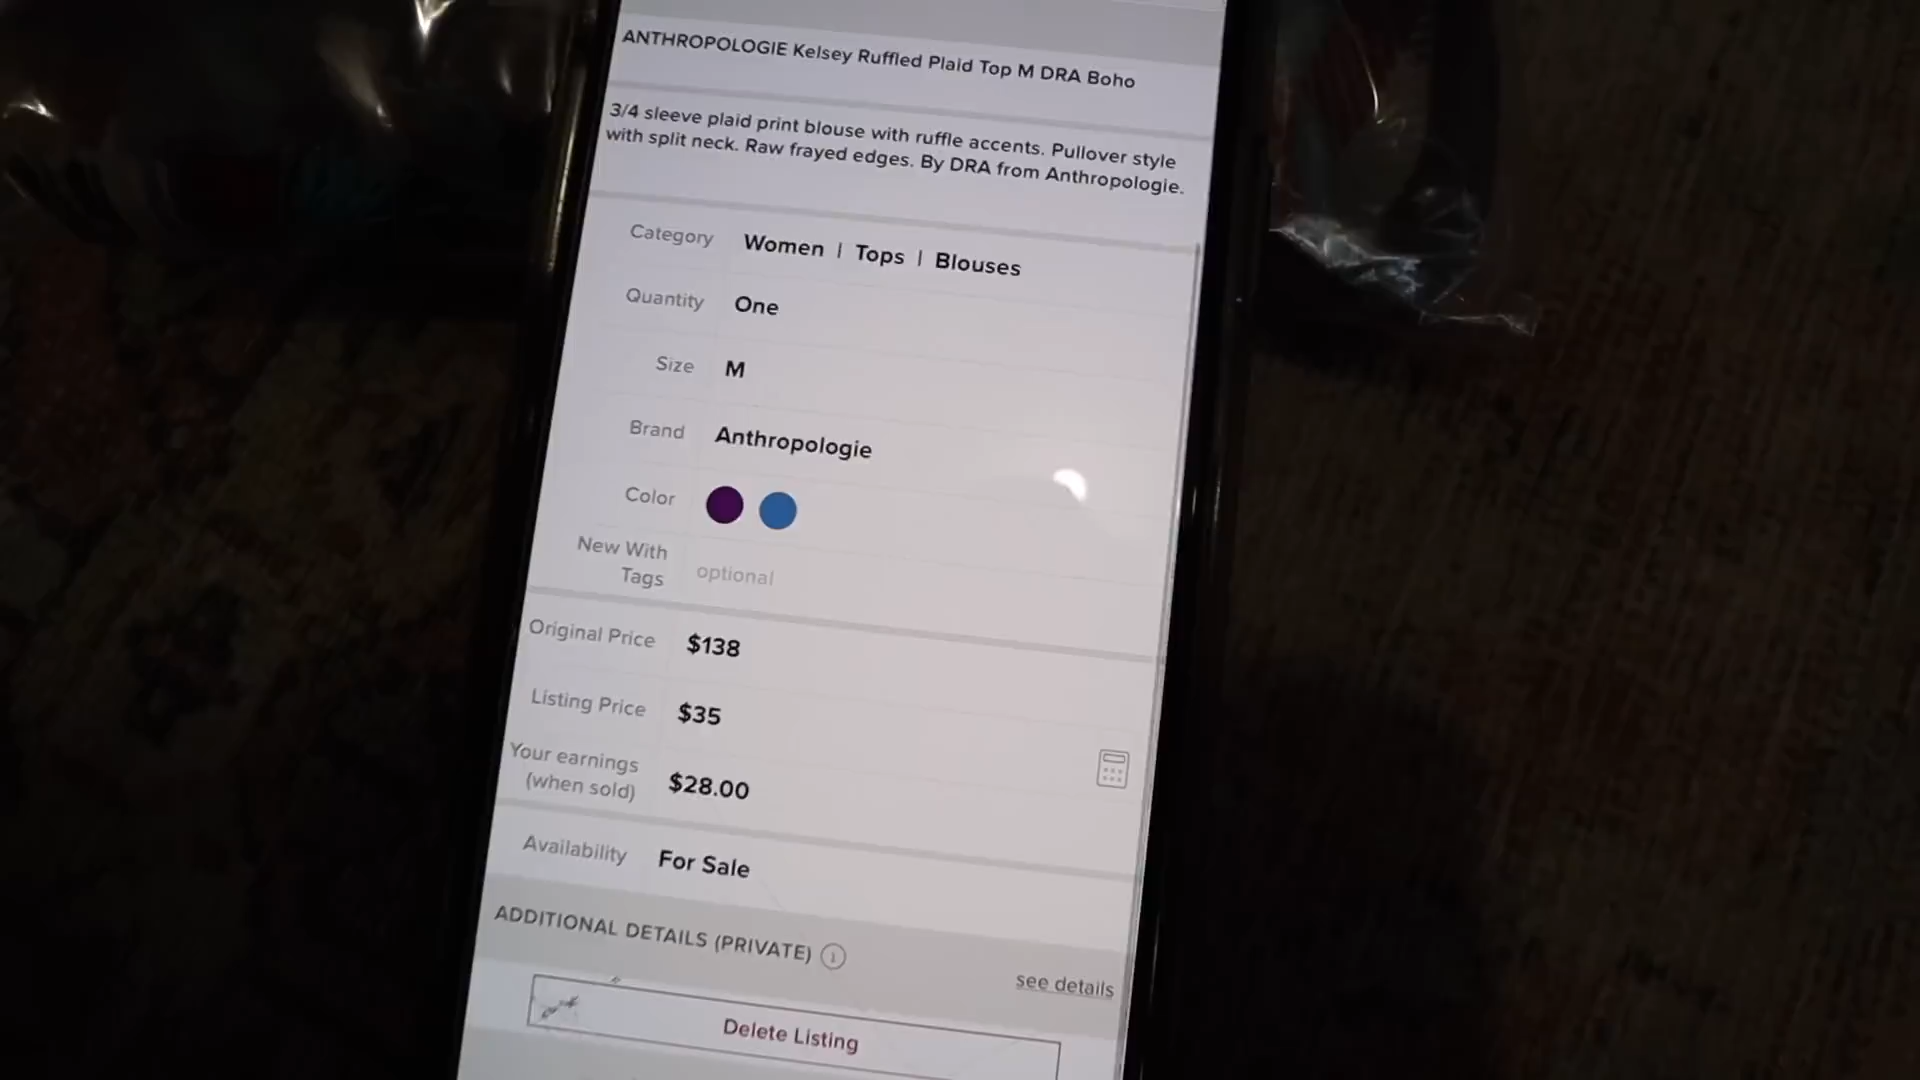 ANTHROPOLOGIE Kelsey Ruffled Plaid Top M DRA Boho
3/4 sleeve plaid print blouse with ruffle accents. Pullover style
with split neck. Raw frayed edges. By DRA from Anthropologie.
Category Women | Tops | Blouses
Quantity One
Size M
Brand Anthropologie
Color
New With
Tags optional
Original Price $138
Listing Price $35
Your earnings
(when sold) $28.00
Availability For Sale
ADDITIONAL DETAILS (PRIVATE) i
see details
Delete Listing